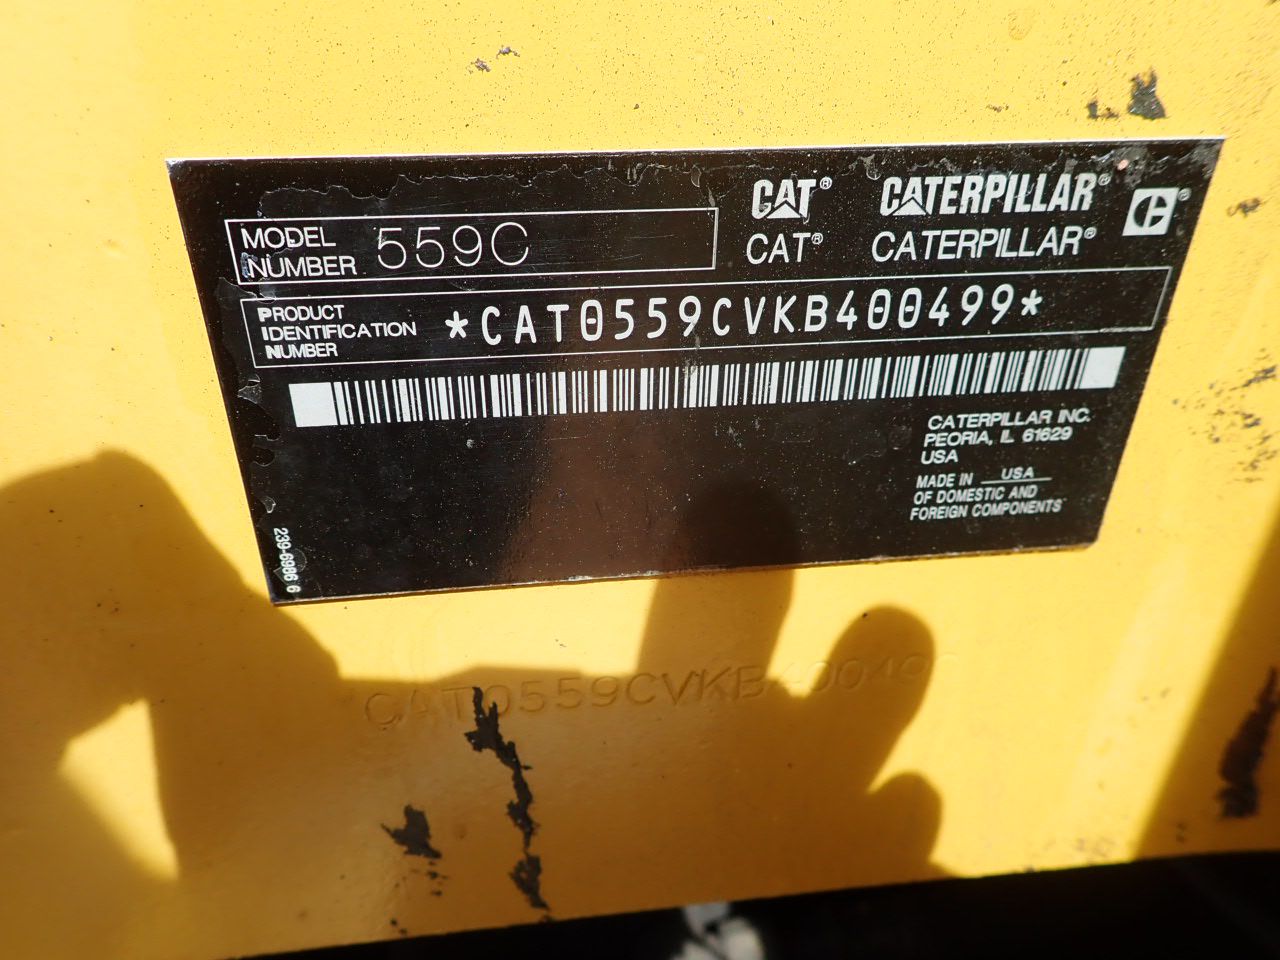 CAT® CATERPILLAR® ®
MODEL NUMBER 559C
CAT® CATERPILLAR®
PRODUCT IDENTIFICATION NUMBER *CAT0559CVKB400499*
CATERPILLAR INC.
PEORIA, IL 61629
USA
MADE IN USA
OF DOMESTIC AND
FOREIGN COMPONENTS
239-6986 6
CAT0559CVKB400499